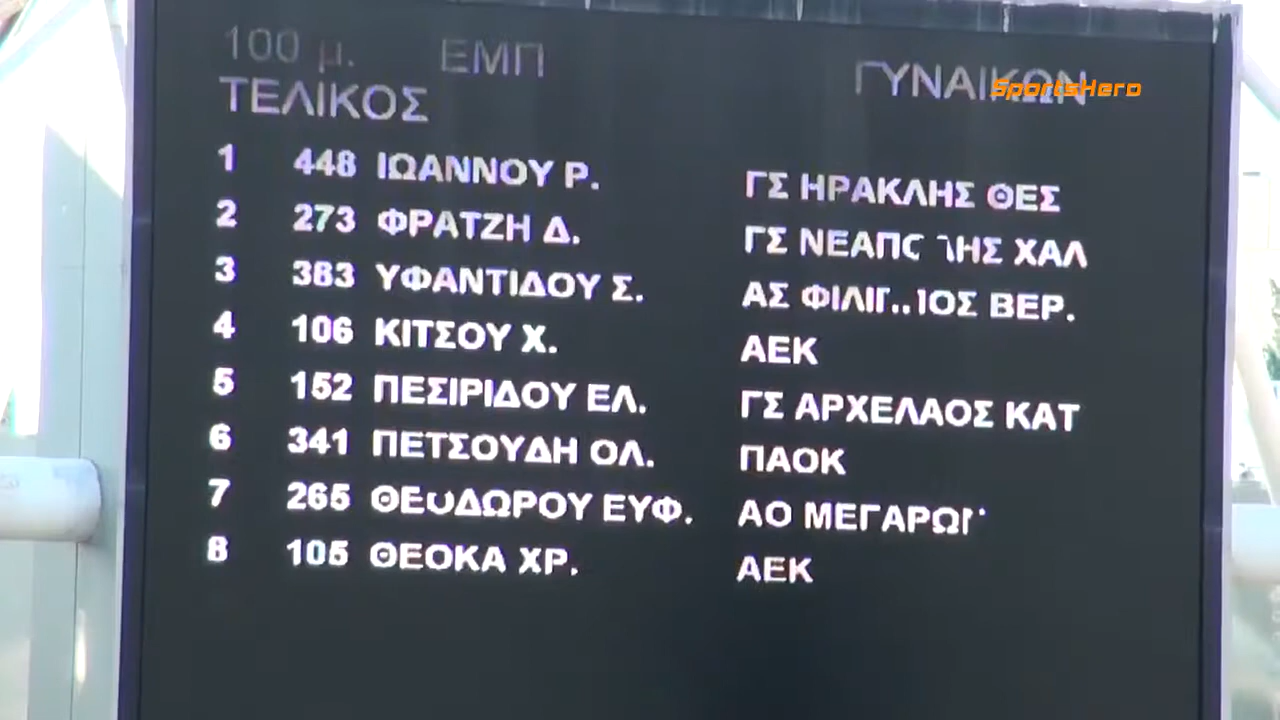 100 μ. ΕΜΠ ΓΥΝΑΙΚΩΝ
SportsHero
ΤΕΛΙΚΟΣ
1 448 ΙΩΑΝΝΟΥ Ρ. ΓΣ ΗΡΑΚΛΗΣ ΘΕΣ
2 273 ΦΡΑΤΖΗ Δ. ΓΣ ΧΑΛ
3 383 ΥΦΑΝΤΙΔΟΥ Σ. ΑΣ ΒΕΡ.
4 106 ΚΙΤΣΟΥ Χ. ΑΕΚ
5 152 ΠΕΣΙΡΙΔΟΥ ΕΛ. ΓΣ ΑΡΧΕΛΑΟΣ ΚΑΤ
6 341 ΠΕΤΣΟΥΔΗ ΟΛ. ΠΑΟΚ
7 265 ΘΕΟΔΩΡΟΥ ΕΥΦ. ΑΟ ΜΕΓΑΡΩΝ
8 105 ΘΕΟΚΑ ΧΡ. ΑΕΚ